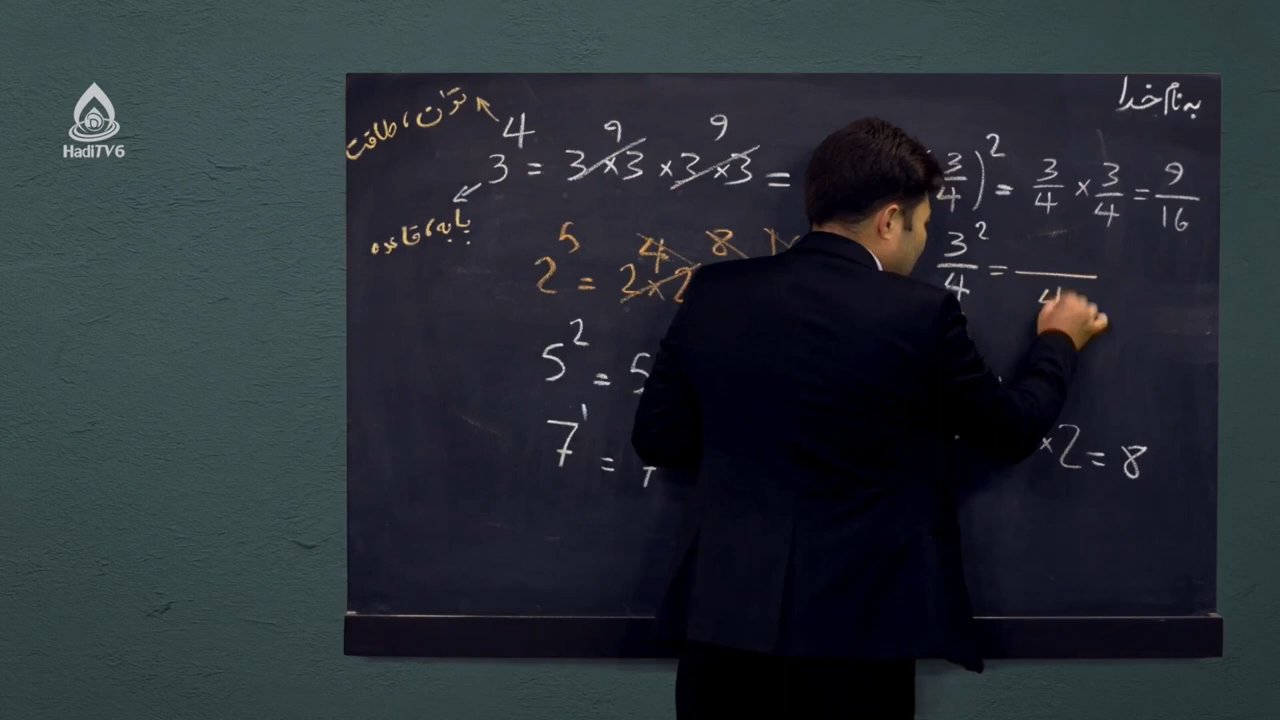 HadiTV6
به نام خدا
توان، طاقت
پایه، قاعده
3^4 = 3×3×3×3 =
9 9
2^5 = 2×2
4 8
5^2 = 5
7^1 =
(3/4)^2 = 3/4 × 3/4 = 9/16
3^2/4 = —/4
×2=8